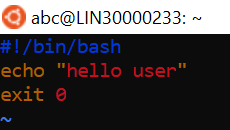 abc@LIN30000233: ~
#!/bin/bash
echo "hello user"
exit 0
~